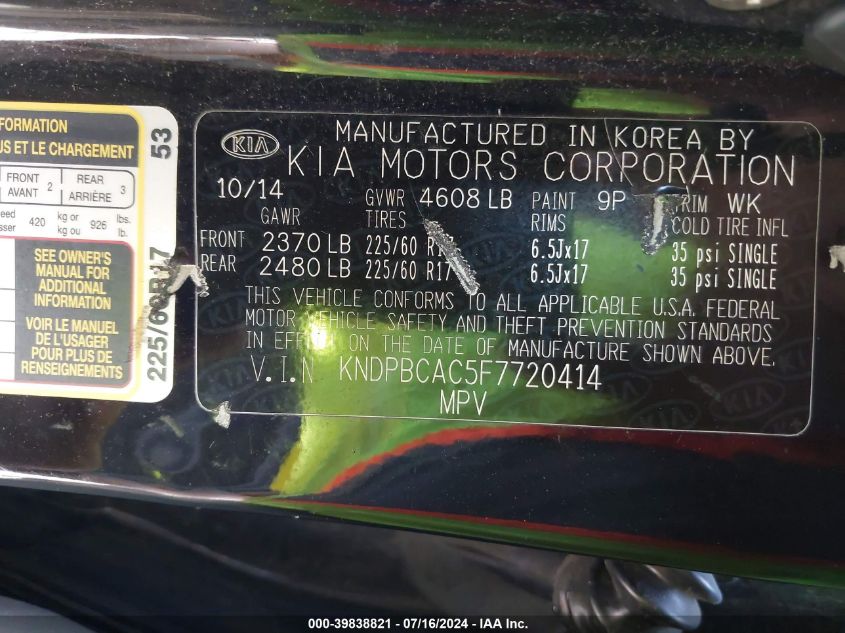 FORMATION
US ET LE CHARGEMENT
FRONT 2 REAR 3
AVANT ARRIÈRE
420 kg or 926 lbs.
kg ou lb.
SEE OWNER'S
MANUAL FOR
ADDITIONAL
INFORMATION
VOIR LE MANUEL
DE L'USAGER
POUR PLUS DE
RENSEIGNEMENTS
53
225/60R17
KIA
MANUFACTURED IN KOREA BY
KIA MOTORS CORPORATION
10/14 GVWR 4608 LB PAINT 9P TRIM WK
GAWR TIRES RIMS COLD TIRE INFL
FRONT 2370 LB 225/60 R17 6.5Jx17 35 psi SINGLE
REAR 2480 LB 225/60 R17 6.5Jx17 35 psi SINGLE
THIS VEHICLE CONFORMS TO ALL APPLICABLE U.S.A. FEDERAL
MOTOR VEHICLE SAFETY AND THEFT PREVENTION STANDARDS
IN EFFECT ON THE DATE OF MANUFACTURE SHOWN ABOVE.
V.I.N KNDPBCAC5F7720414
MPV
000-39838821 / 07/16/2024 - IAA Inc.